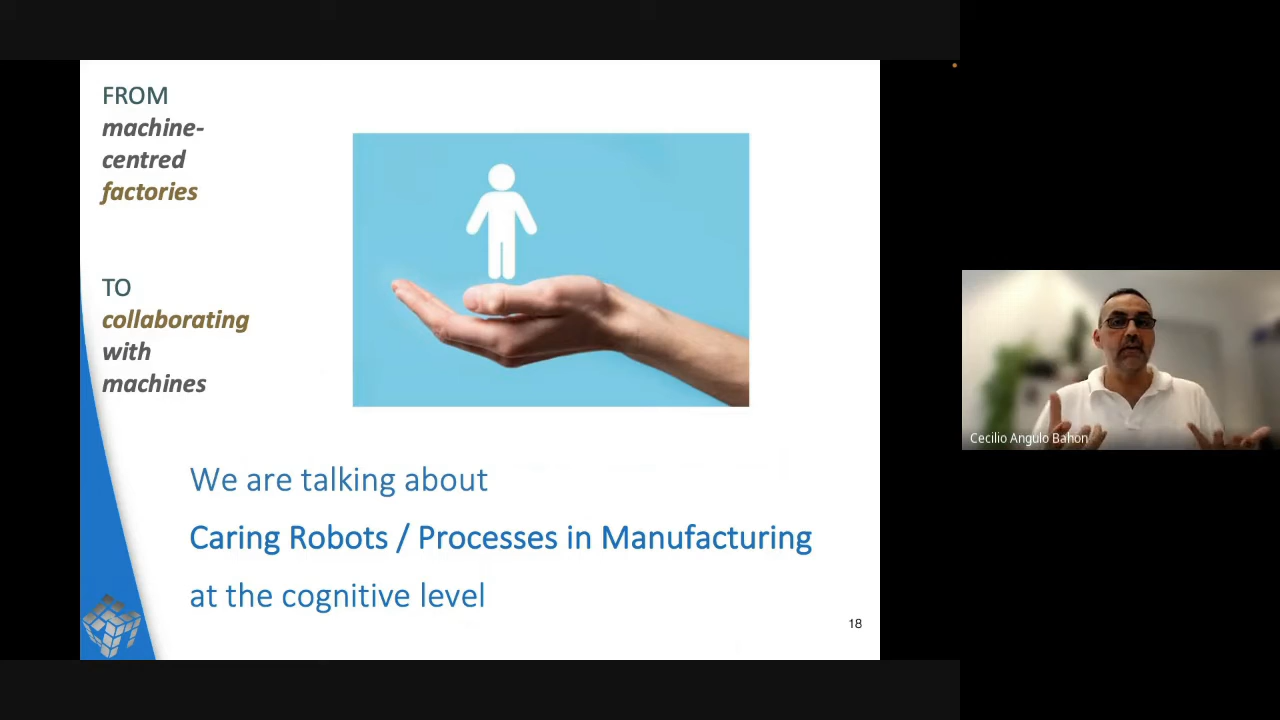 FROM
machine-
centred
factories
TO
collaborating
with
machines
We are talking about
Caring Robots / Processes in Manufacturing
at the cognitive level
18
Cecilio Angulo Bahon